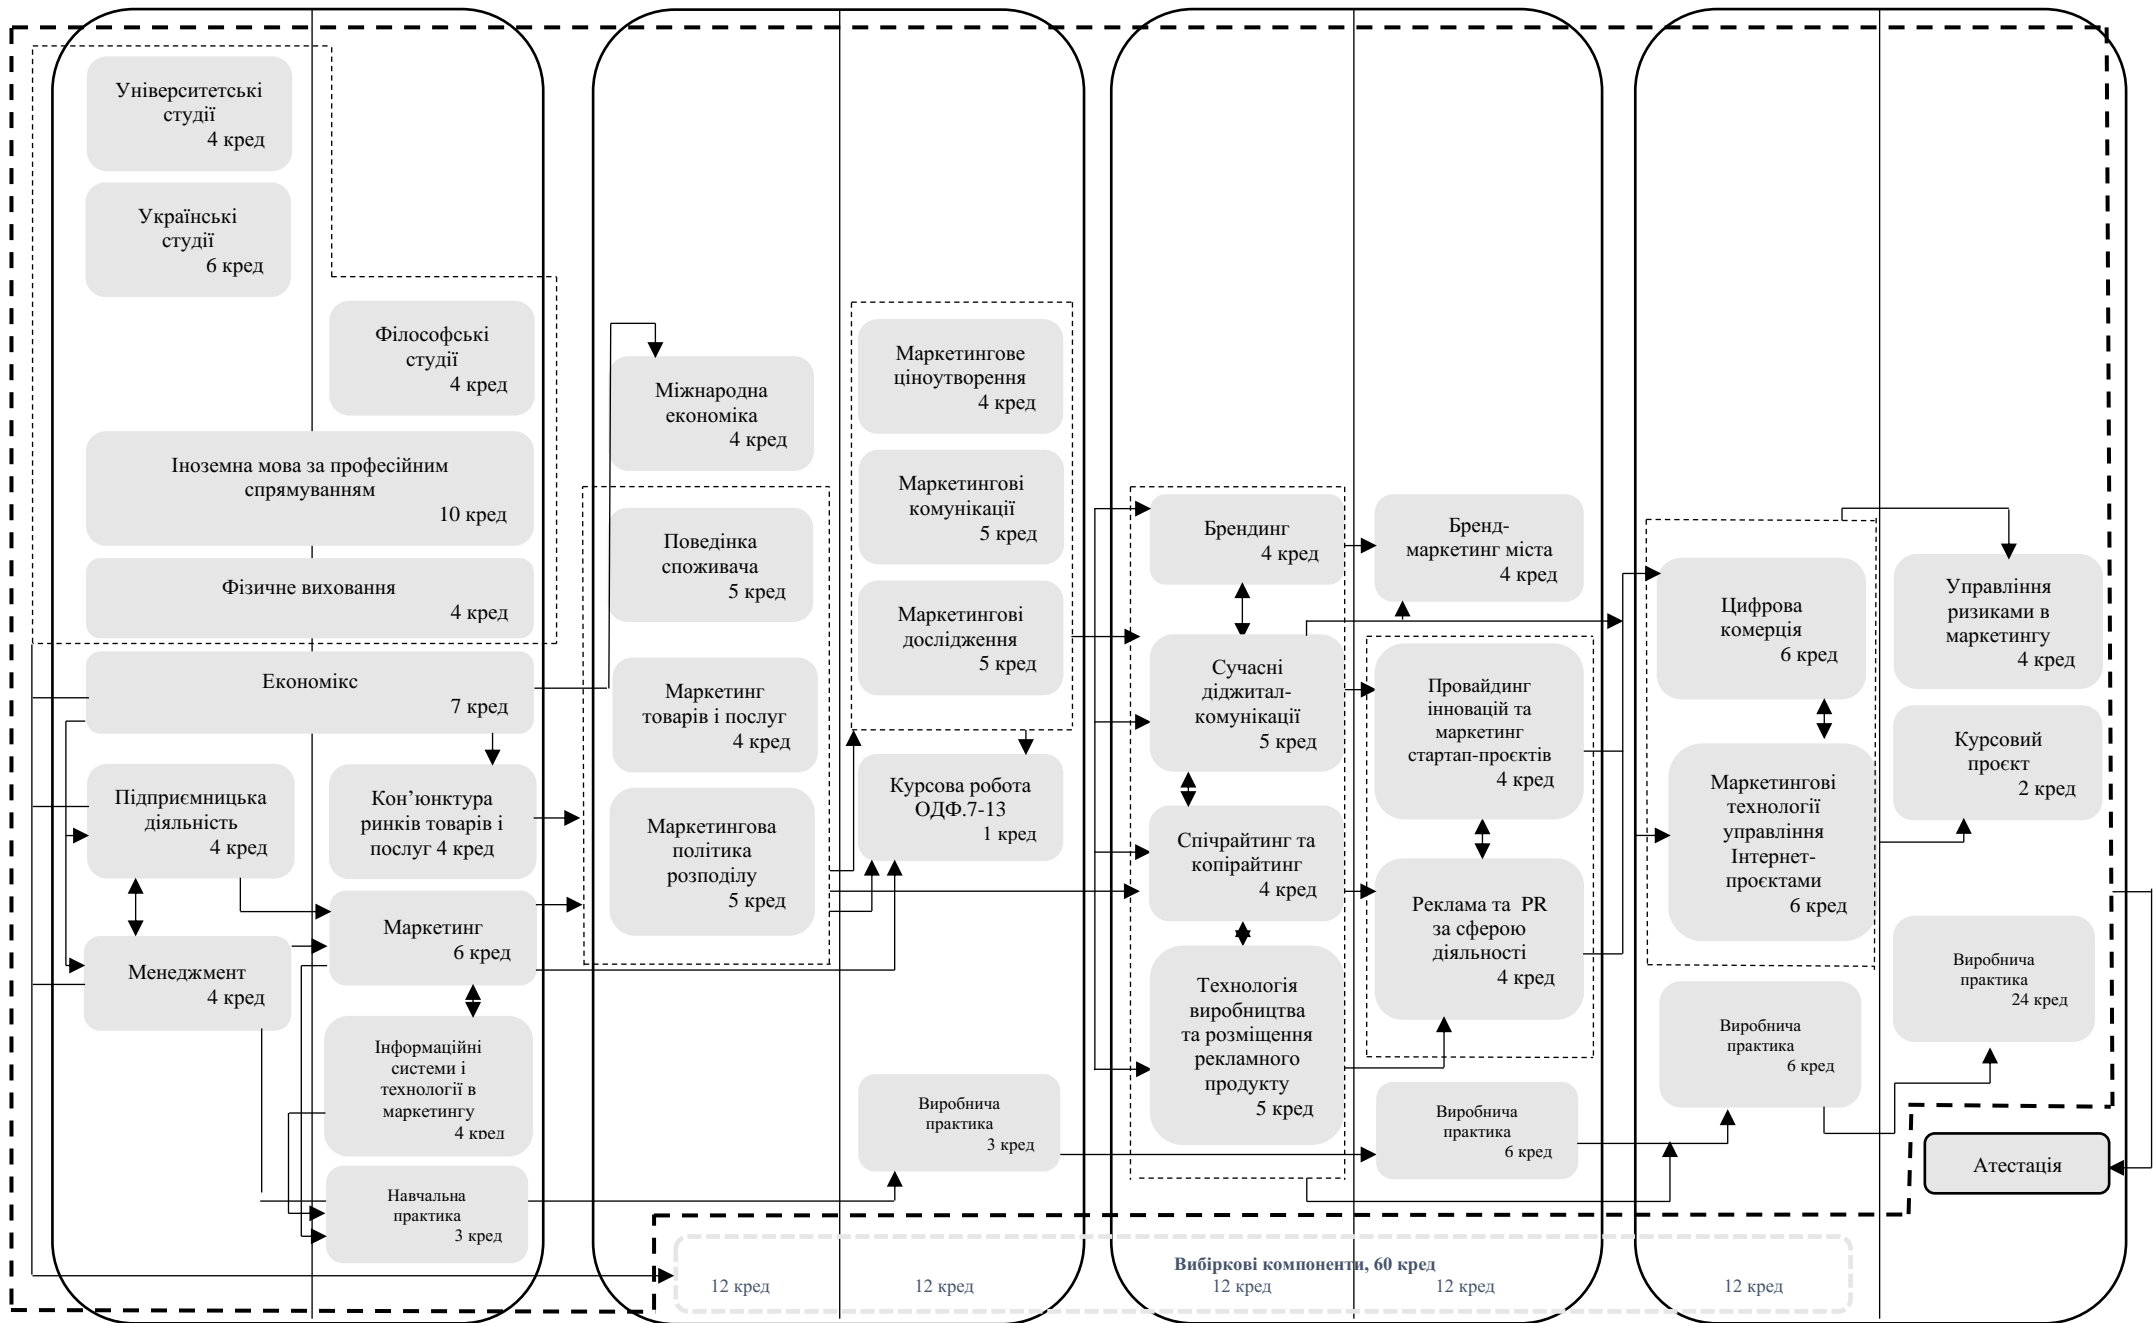 Університетські
студії
4 кред
Українські
студії
6 кред
Філософські
студії
4 кред
Іноземна мова за професійним
спрямуванням
10 кред
Фізичне виховання
4 кред
Економікс
7 кред
Підприємницька
діяльність
4 кред
Кон’юнктура
ринків товарів і
послуг 4 кред
Менеджмент
4 кред
Маркетинг
6 кред
Інформаційні
системи і
технології в
маркетингу
4 кред
Навчальна
практика
3 кред
Міжнародна
економіка
4 кред
Поведінка
споживача
5 кред
Маркетинг
товарів і послуг
4 кред
Маркетингова
політика
розподілу
5 кред
Маркетингове
ціноутворення
4 кред
Маркетингові
комунікації
5 кред
Маркетингові
дослідження
5 кред
Курсова робота
ОДФ.7-13
1 кред
Виробнича
практика
3 кред
Брендинг
4 кред
Сучасні
діджитал-
комунікації
5 кред
Спічрайтинг та
копірайтинг
4 кред
Технологія
виробництва
та розміщення
рекламного
продукту
5 кред
Бренд-
маркетинг міста
4 кред
Провайдинг
інновацій та
маркетинг
стартап-проєктів
4 кред
Реклама та PR
за сферою
діяльності
4 кред
Виробнича
практика
6 кред
Цифрова
комерція
6 кред
Маркетингові
технології
управління
Інтернет-
проєктами
6 кред
Виробнича
практика
6 кред
Управління
ризиками в
маркетингу
4 кред
Курсовий
проєкт
2 кред
Виробнича
практика
24 кред
Атестація
Вибіркові компоненти, 60 кред
12 кред
12 кред
12 кред
12 кред
12 кред